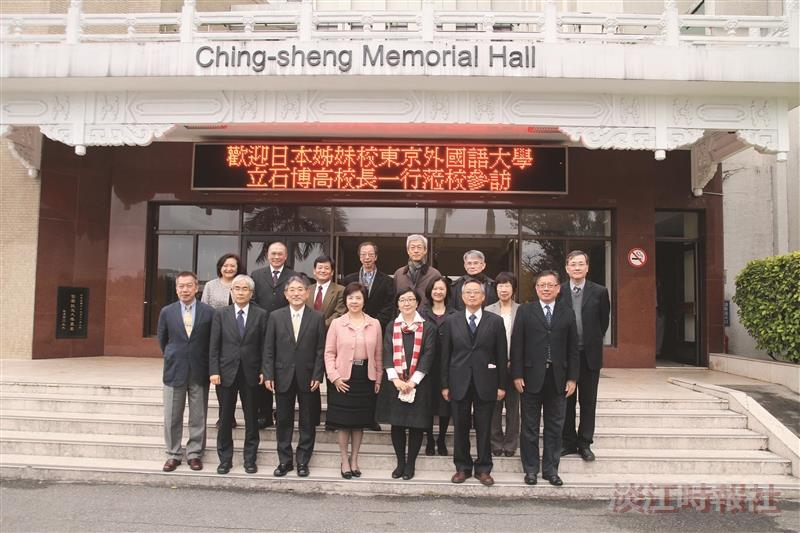 Ching-sheng Memorial Hall
歡迎日本姊妹校東京外國語大學
立石博高校長一行蒞校參訪
淡江時報社